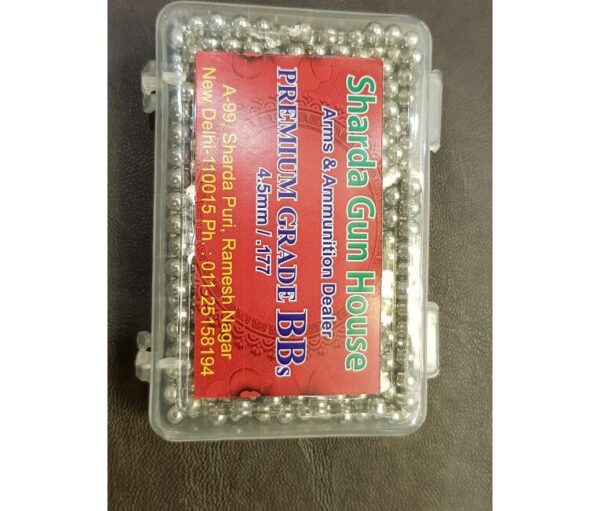 Sharda Gun House
Arms & Ammunition Dealer
PREMIUM GRADE BBs
4.5mm / .177
A-99, Sharda Puri, Ramesh Nagar
New Delhi-110015 Ph. : 011-25158194